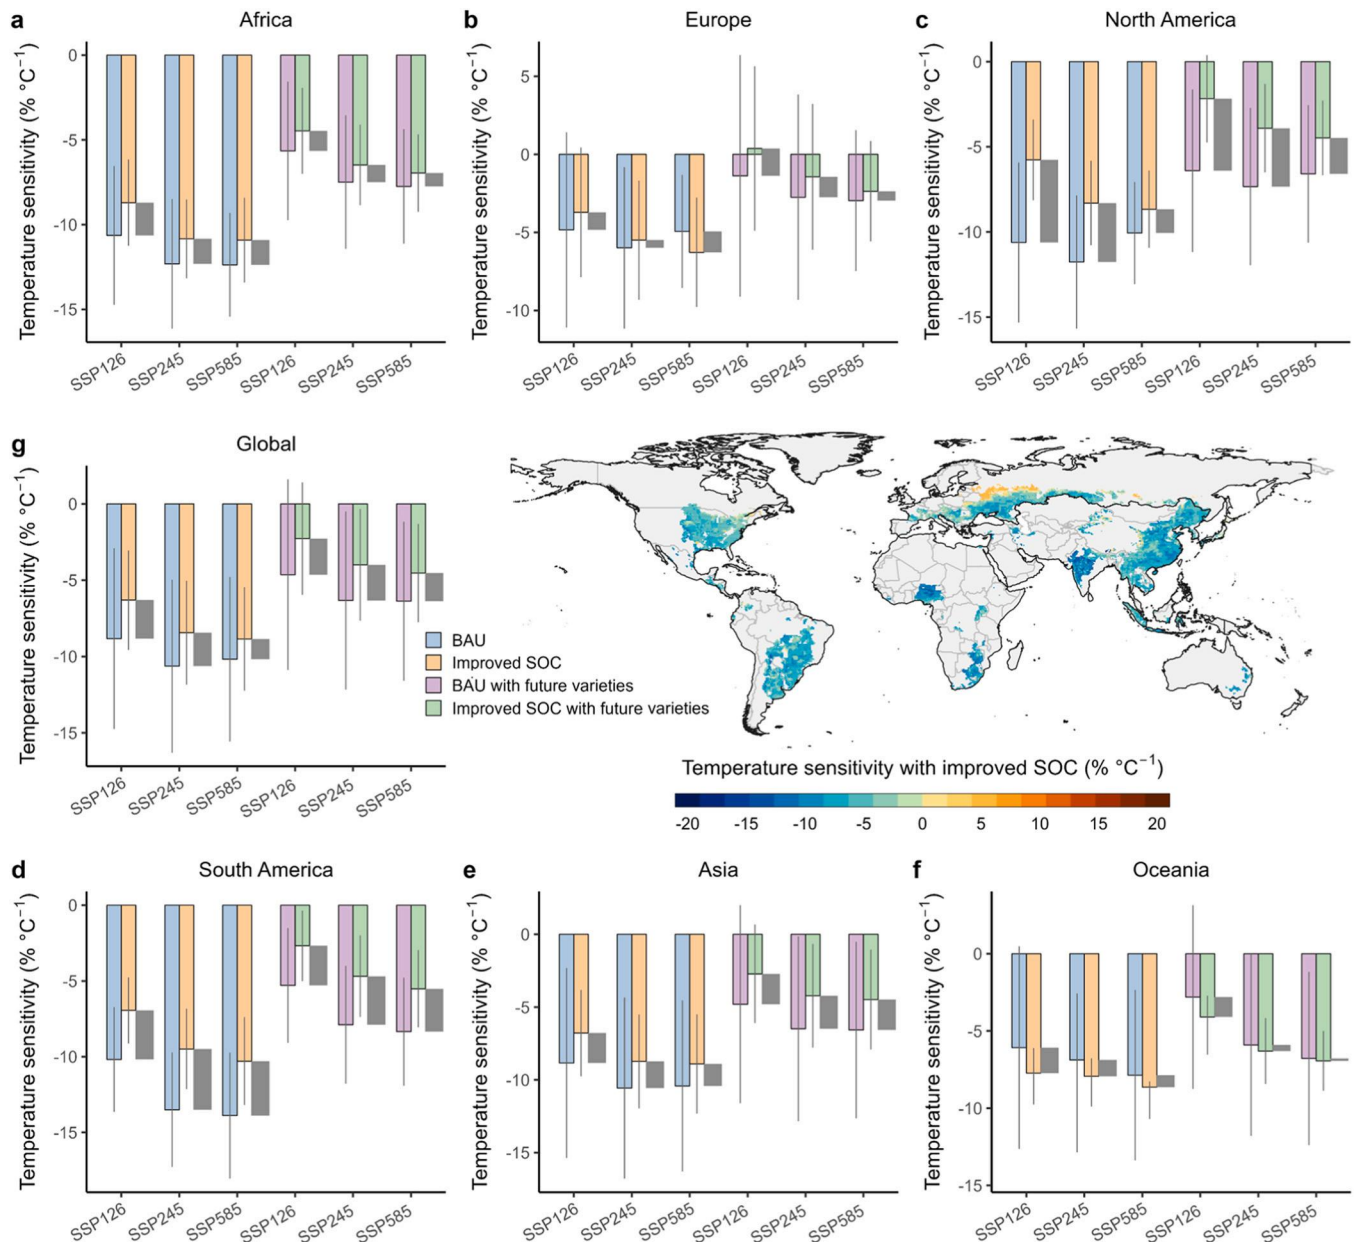 a Africa
Temperature sensitivity (% °C⁻¹)
0
-5
-10
-15
SSP126 SSP245 SSP585 SSP126 SSP245 SSP585
b Europe
Temperature sensitivity (% °C⁻¹)
5
0
-5
-10
SSP126 SSP245 SSP585 SSP126 SSP245 SSP585
c North America
Temperature sensitivity (% °C⁻¹)
0
-5
-10
-15
SSP126 SSP245 SSP585 SSP126 SSP245 SSP585
g Global
Temperature sensitivity (% °C⁻¹)
0
-5
-10
-15
SSP126 SSP245 SSP585 SSP126 SSP245 SSP585
BAU
Improved SOC
BAU with future varieties
Improved SOC with future varieties
Temperature sensitivity with improved SOC (% °C⁻¹)
-20 -15 -10 -5 0 5 10 15 20
d South America
Temperature sensitivity (% °C⁻¹)
0
-5
-10
-15
SSP126 SSP245 SSP585 SSP126 SSP245 SSP585
e Asia
Temperature sensitivity (% °C⁻¹)
0
-5
-10
-15
SSP126 SSP245 SSP585 SSP126 SSP245 SSP585
f Oceania
Temperature sensitivity (% °C⁻¹)
0
-5
-10
-15
SSP126 SSP245 SSP585 SSP126 SSP245 SSP585